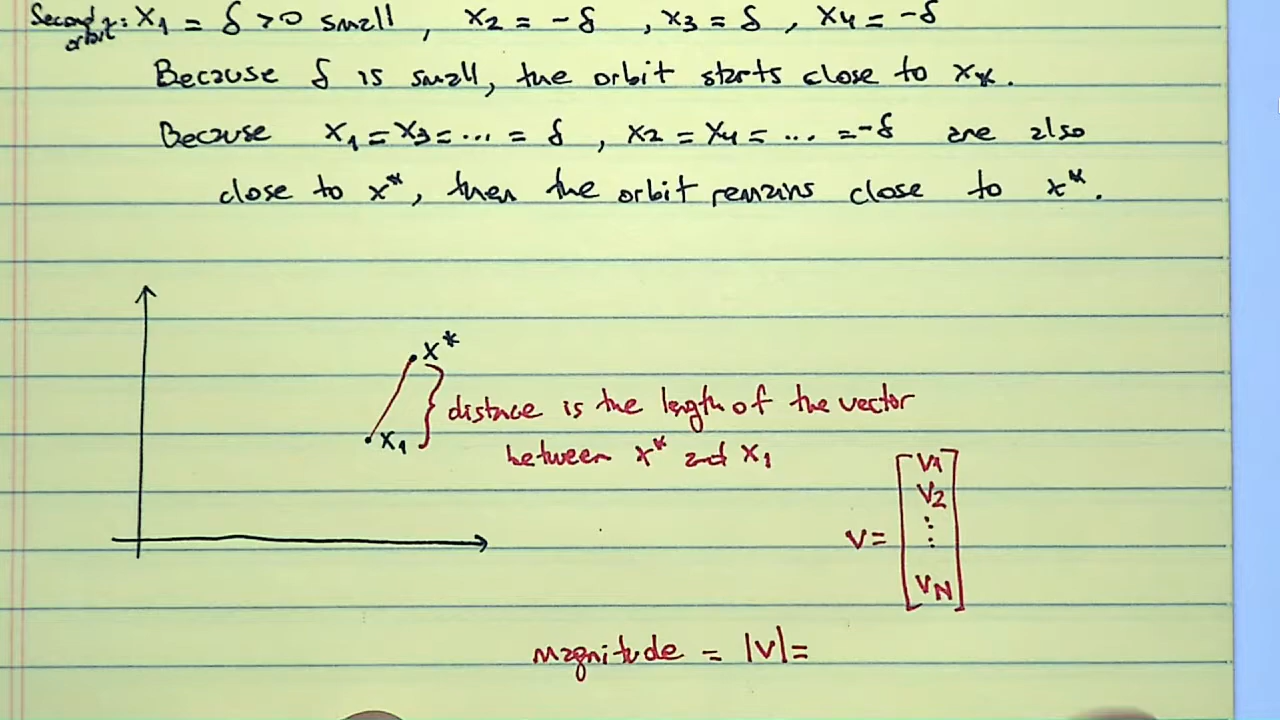 Second orbit: x₁ = δ > 0 small, x₂ = -δ, x₃ = δ, x₄ = -δ
Because δ is small, the orbit starts close to x*.
Because x₁ = x₃ = ... = δ, x₂ = x₄ = ... = -δ are also
close to x*, then the orbit remains close to x*.
x*
x₁
distance is the length of the vector
between x* and x₁
v = [v₁
v₂
⋮
v_N]
magnitude = |v| =